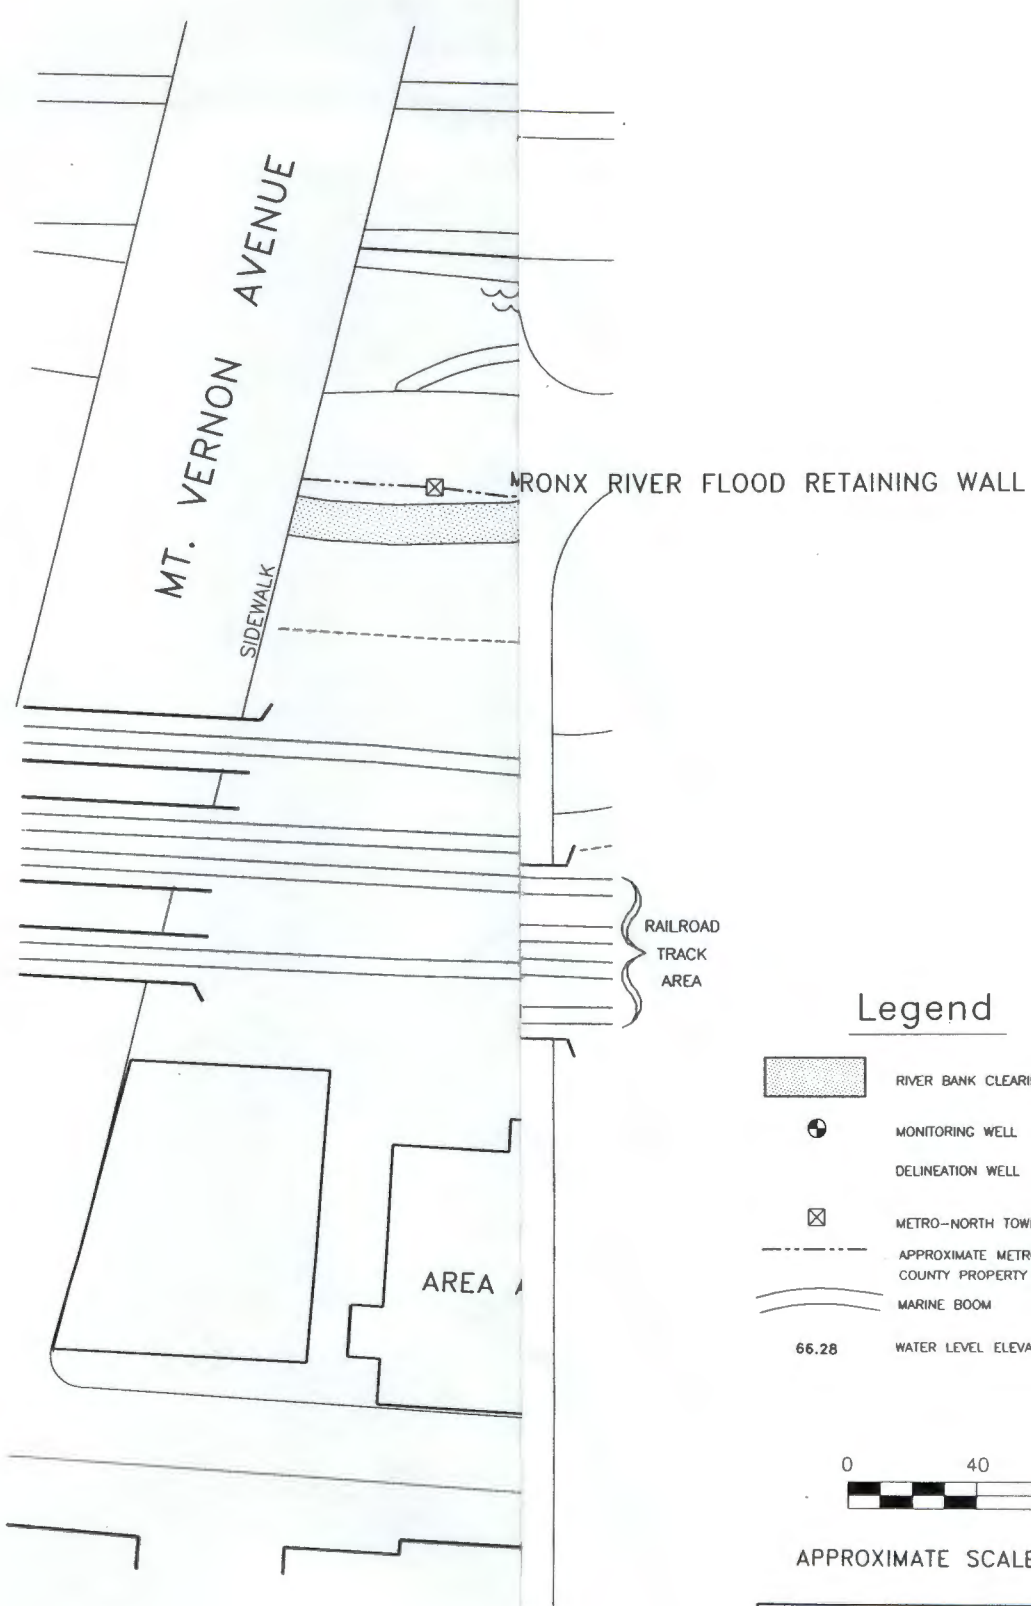 MT. VERNON AVENUE
SIDEWALK
RONX RIVER FLOOD RETAINING WALL
RAILROAD
TRACK
AREA
AREA
Legend
RIVER BANK CLEARI
MONITORING WELL
DELINEATION WELL
METRO-NORTH TOW
APPROXIMATE METR
COUNTY PROPERTY
MARINE BOOM
66.28 WATER LEVEL ELEVA
0 40
APPROXIMATE SCALE